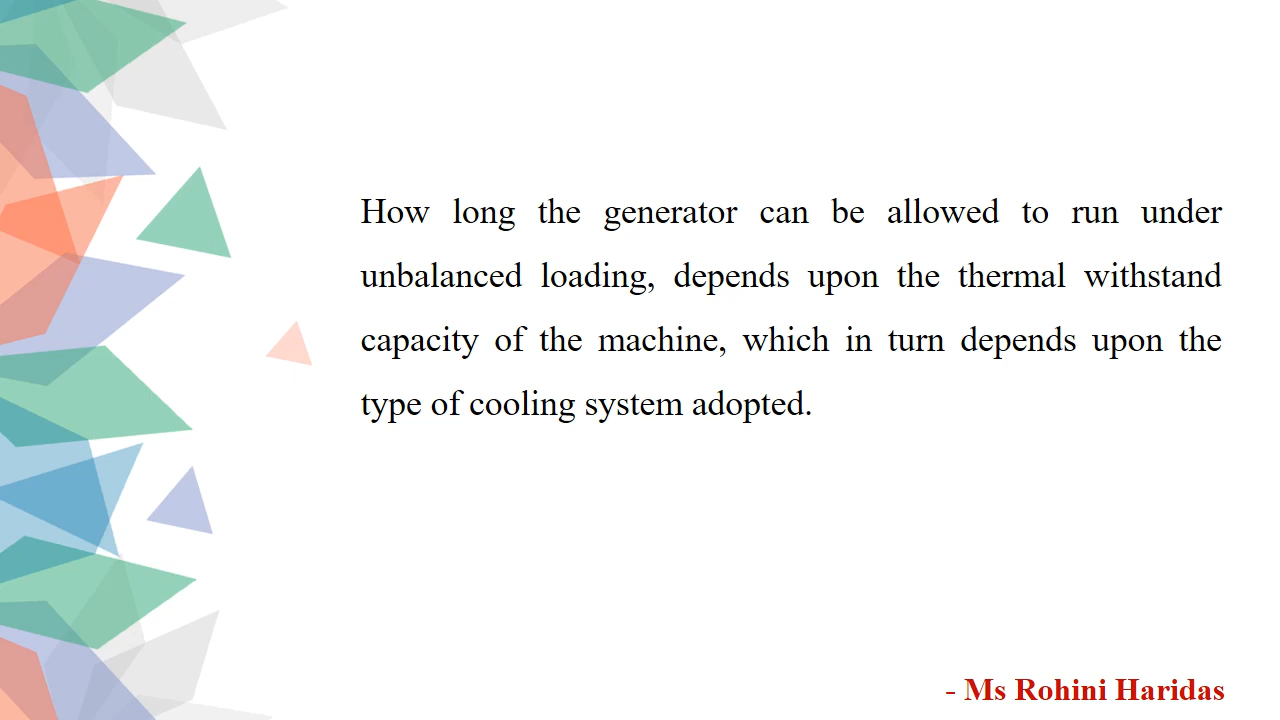 How long the generator can be allowed to run under
unbalanced loading, depends upon the thermal withstand
capacity of the machine, which in turn depends upon the
type of cooling system adopted.
- Ms Rohini Haridas